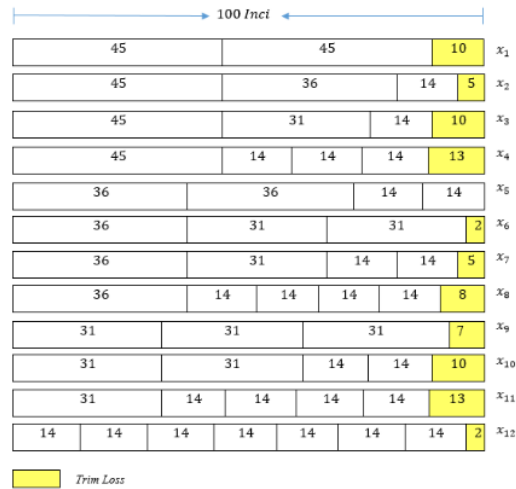 100 Inci
45 45 10 x1
45 36 14 5 x2
45 31 14 10 x3
45 14 14 14 13 x4
36 36 14 14 x5
36 31 31 2 x6
36 31 14 14 5 x7
36 14 14 14 14 8 x8
31 31 31 7 x9
31 31 14 14 10 x10
31 14 14 14 14 13 x11
14 14 14 14 14 14 14 2 x12
Trim Loss